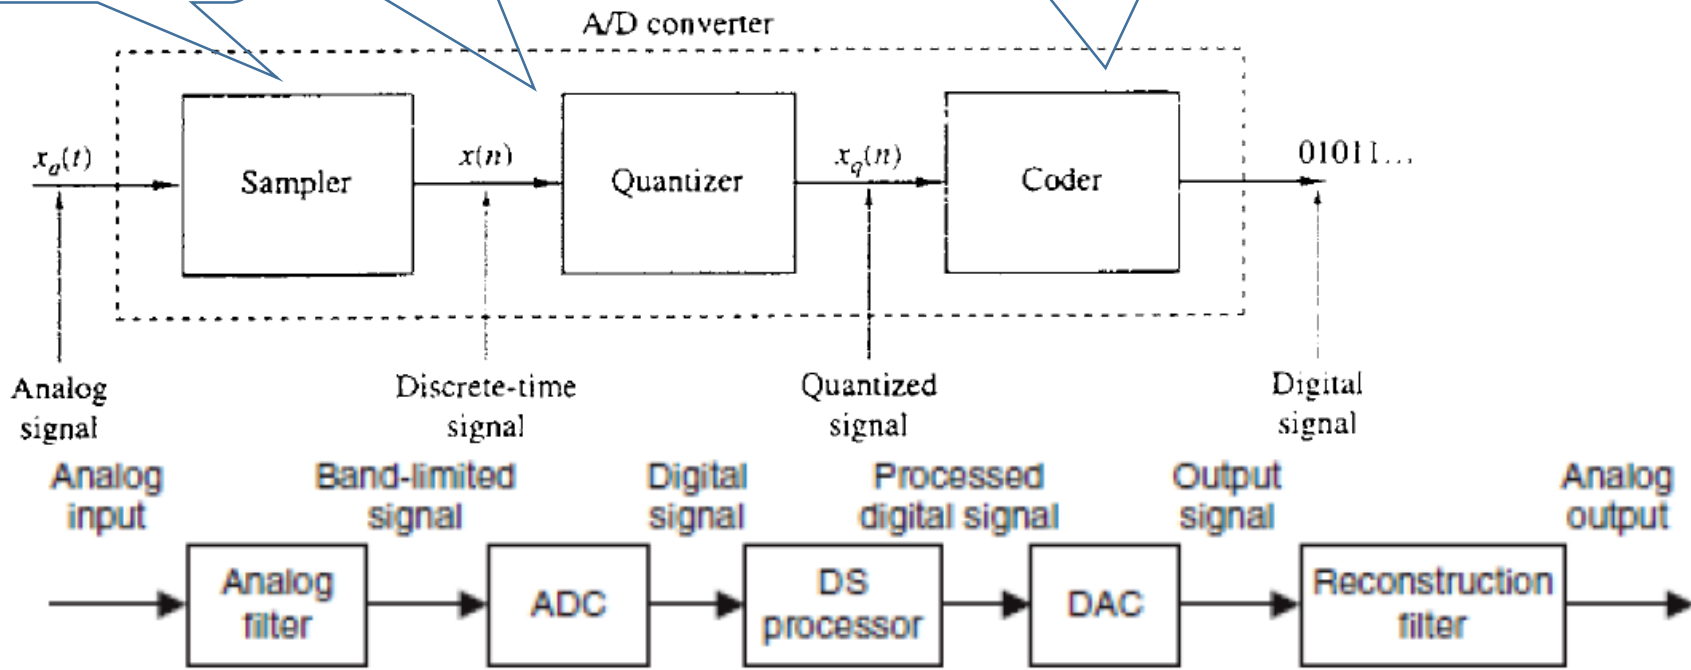 A/D converter
xa(t)
Sampler
x(n)
Quantizer
xq(n)
Coder
01011...
Analog
signal
Discrete-time
signal
Quantized
signal
Digital
signal
Analog
input
Band-limited
signal
Digital
signal
Processed
digital signal
Output
signal
Analog
output
Analog
filter
ADC
DS
processor
DAC
Reconstruction
filter